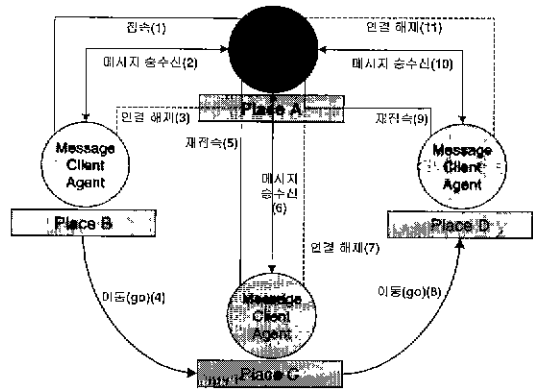 접속(1)
연결 해제(11)
메시지 송수신(2)
메시지 송수신(10)
Place A
연결 해제(3)
재접속(5)
재접속(9)
Message
Client
Agent
Message
Client
Agent
메시지
송수신
(6)
Place B
Place D
연결 해제(7)
이동(go)(4)
이동(go)(8)
Message
Client
Agent
Place C